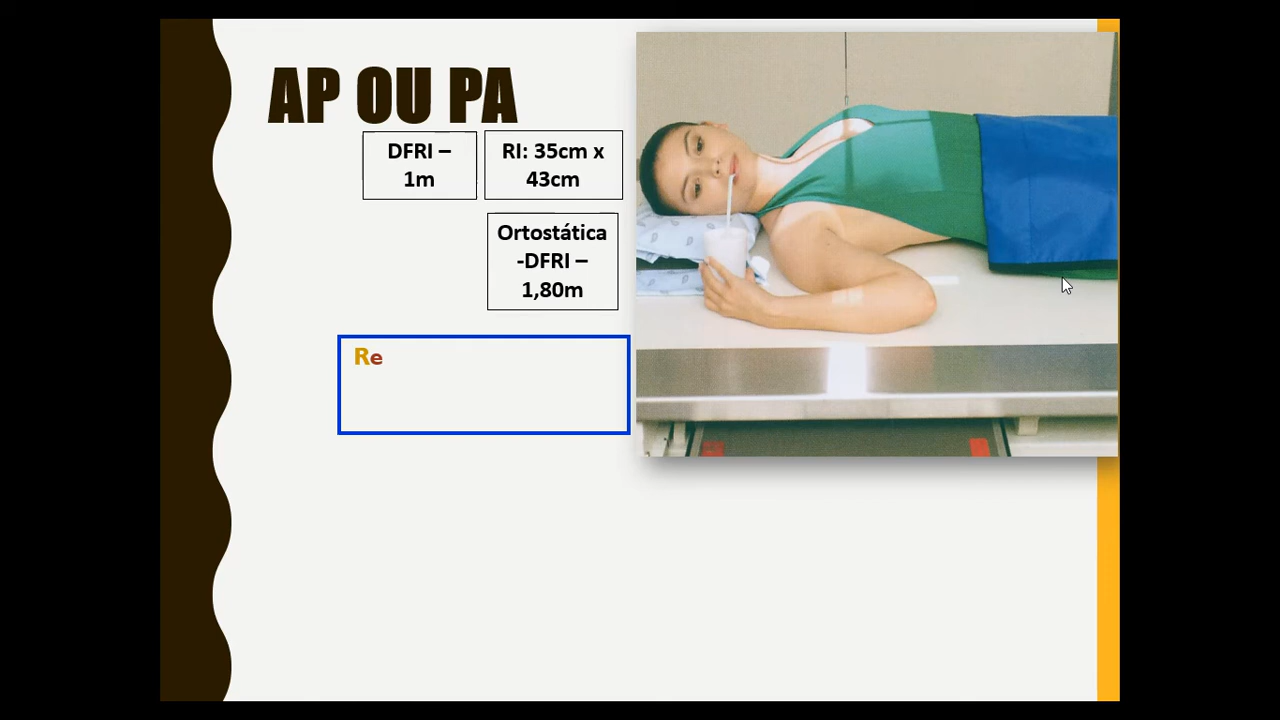 AP OU PA
DFRI –
1m
RI: 35cm x
43cm
Ortostática
-DFRI –
1,80m
Re